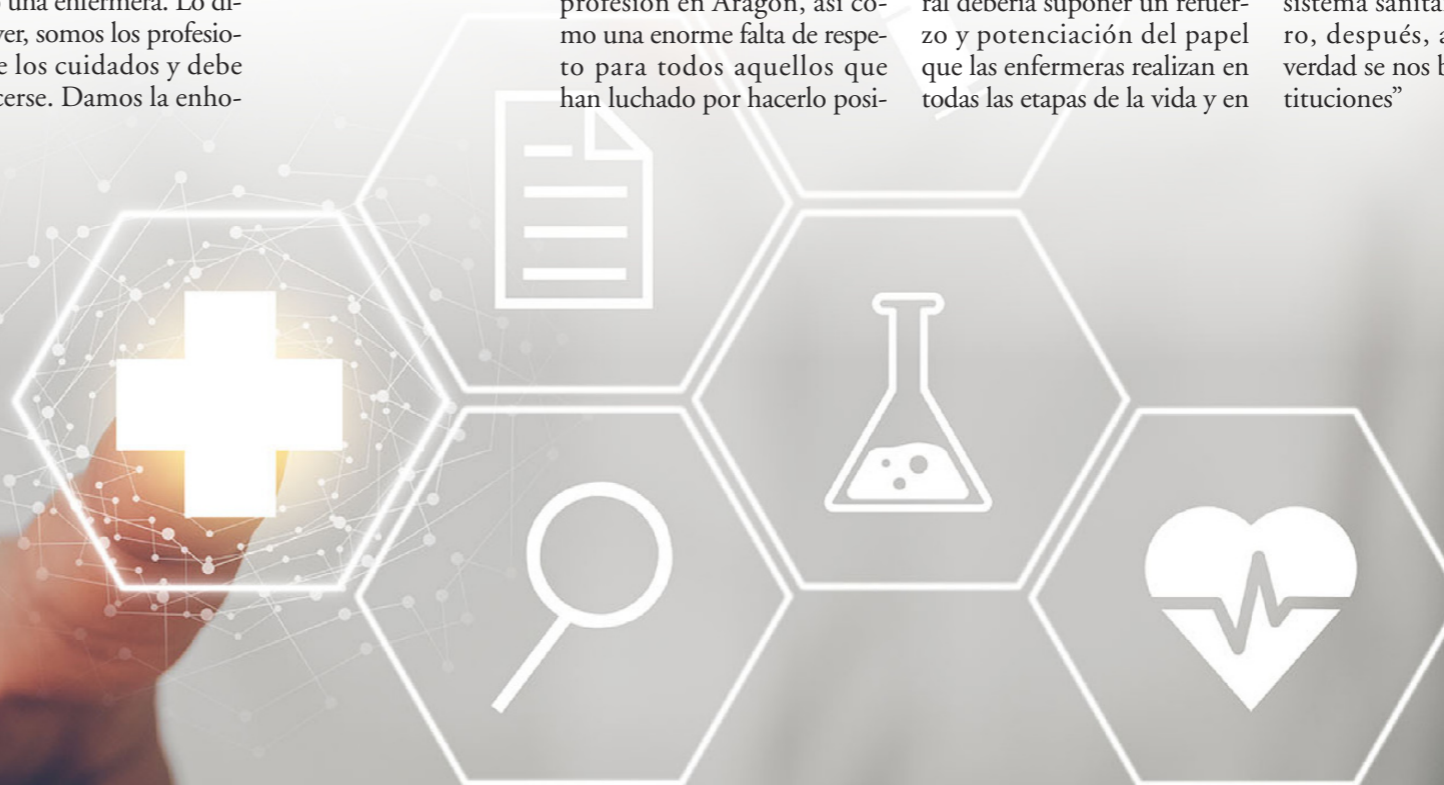 una enfermera. Lo di-
ver, somos los profesio-
e los cuidados y debe
cerse. Damos la enho-
profesión en Aragón, así co-
mo una enorme falta de respe-
to para todos aquellos que
han luchado por hacerlo posi-
ral debería suponer un refuer-
zo y potenciación del papel
que las enfermeras realizan en
todas las etapas de la vida y en
sistema sanita
ro, después, a
verdad se nos
tituciones”